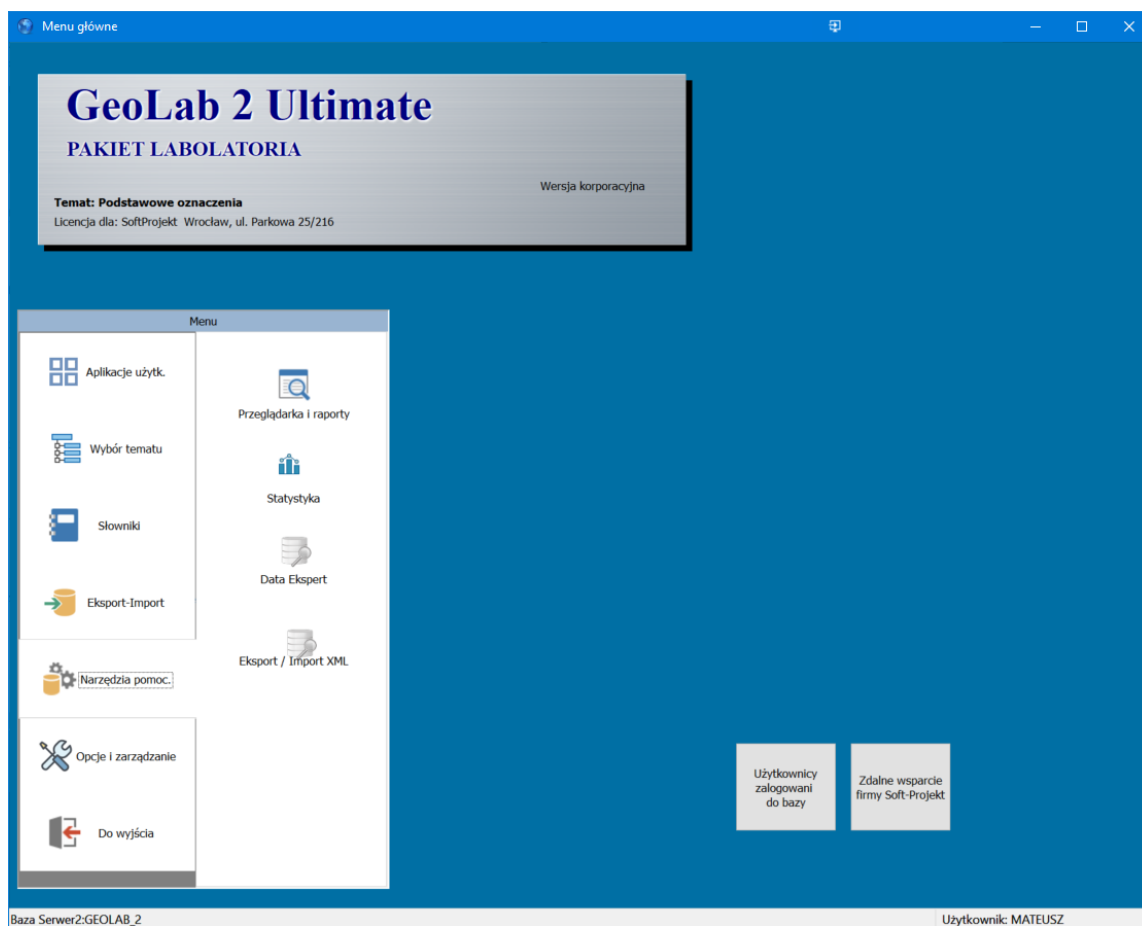 Menu główne
GeoLab 2 Ultimate
PAKIET LABOLATORIA
Wersja korporacyjna
Temat: Podstawowe oznaczenia
Licencja dla: SoftProjekt Wrocław, ul. Parkowa 25/216
Menu
Aplikacje użytk.
Wybór tematu
Słowniki
Eksport-Import
Narzędzia pomoc.
Opcje i zarządzanie
Do wyjścia
Przeglądarka i raporty
Statystyka
Data Ekspert
Eksport / Import XML
Użytkownicy
zalogowani
do bazy
Zdalne wsparcie
firmy Soft-Projekt
Baza Serwer2:GEOLAB_2
Użytkownik: MATEUSZ